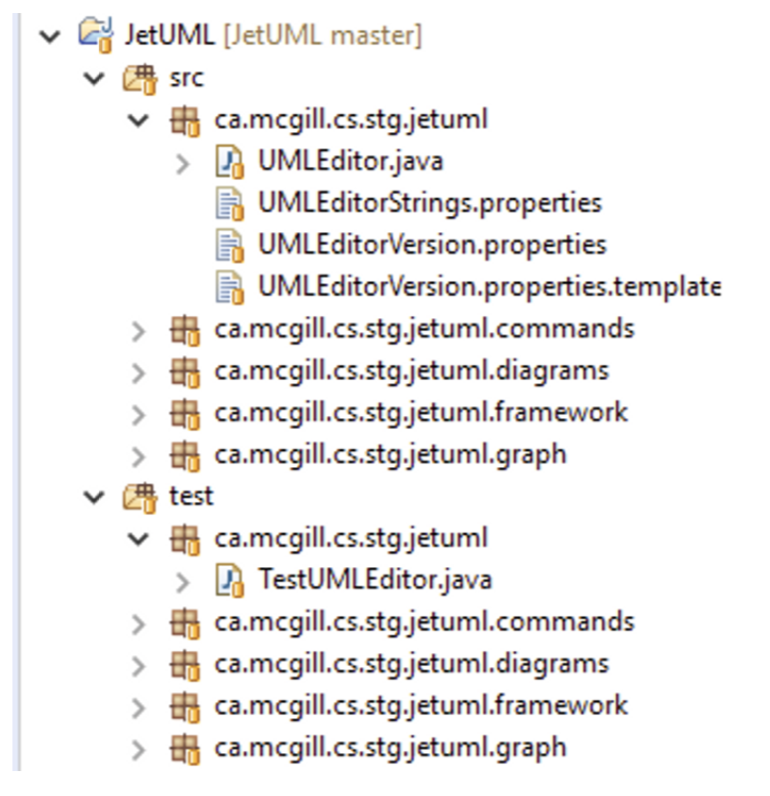 JetUML [JetUML master]
src
ca.mcgill.cs.stg.jetuml
UMLEditor.java
UMLEditorStrings.properties
UMLEditorVersion.properties
UMLEditorVersion.properties.template
ca.mcgill.cs.stg.jetuml.commands
ca.mcgill.cs.stg.jetuml.diagrams
ca.mcgill.cs.stg.jetuml.framework
ca.mcgill.cs.stg.jetuml.graph
test
ca.mcgill.cs.stg.jetuml
TestUMLEditor.java
ca.mcgill.cs.stg.jetuml.commands
ca.mcgill.cs.stg.jetuml.diagrams
ca.mcgill.cs.stg.jetuml.framework
ca.mcgill.cs.stg.jetuml.graph